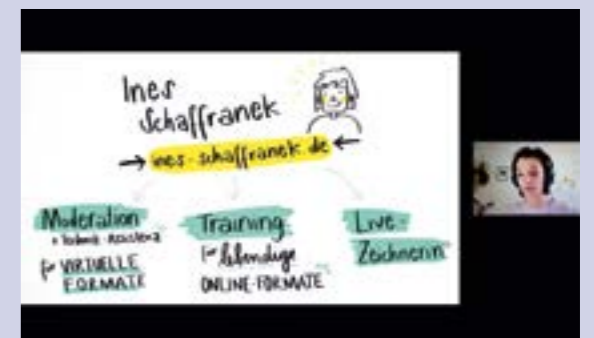 Ines
Schaffranek
→ ines-schaffranek.de ←
Moderation
+ Technik-Assistenz
für VIRTUELLE
FORMATE
Training
für lebendige
ONLINE-FORMATE
Live-
Zeichnerin